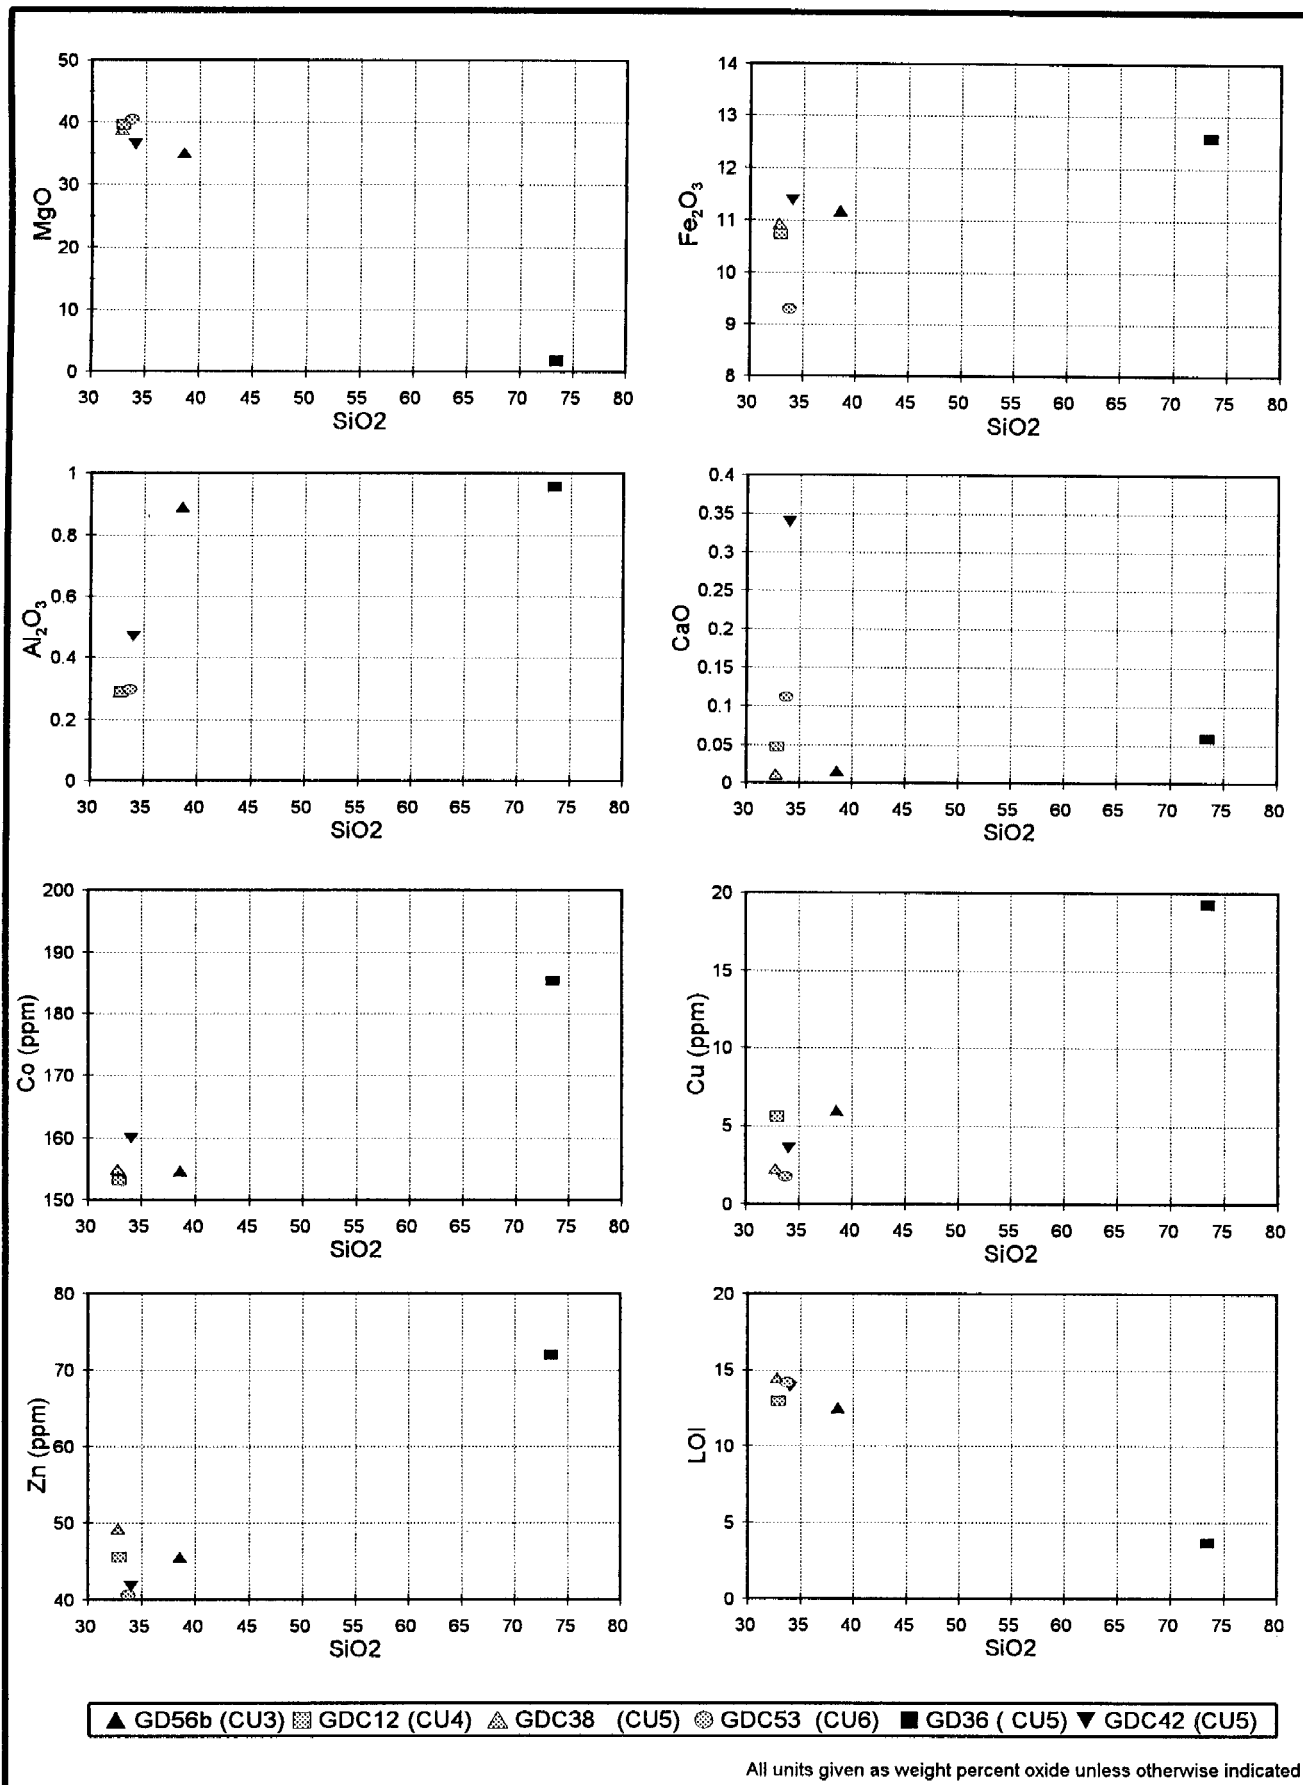 50
40
30
20
10
0
MgO
30 35 40 45 50 55 60 65 70 75 80
SiO2
14
13
12
11
10
9
8
Fe₂O₃
30 35 40 45 50 55 60 65 70 75 80
SiO2
1
0.8
0.6
0.4
0.2
0
Al₂O₃
30 35 40 45 50 55 60 65 70 75 80
SiO2
0.4
0.35
0.3
0.25
0.2
0.15
0.1
0.05
0
CaO
30 35 40 45 50 55 60 65 70 75 80
SiO2
200
190
180
170
160
150
Co (ppm)
30 35 40 45 50 55 60 65 70 75 80
SiO2
20
15
10
5
0
Cu (ppm)
30 35 40 45 50 55 60 65 70 75 80
SiO2
80
70
60
50
40
Zn (ppm)
30 35 40 45 50 55 60 65 70 75 80
SiO2
20
15
10
5
0
LOI
30 35 40 45 50 55 60 65 70 75 80
SiO2
GD56b (CU3) GDC12 (CU4) GDC38 (CU5) GDC53 (CU6) GD36 ( CU5) GDC42 (CU5)
All units given as weight percent oxide unless otherwise indicated